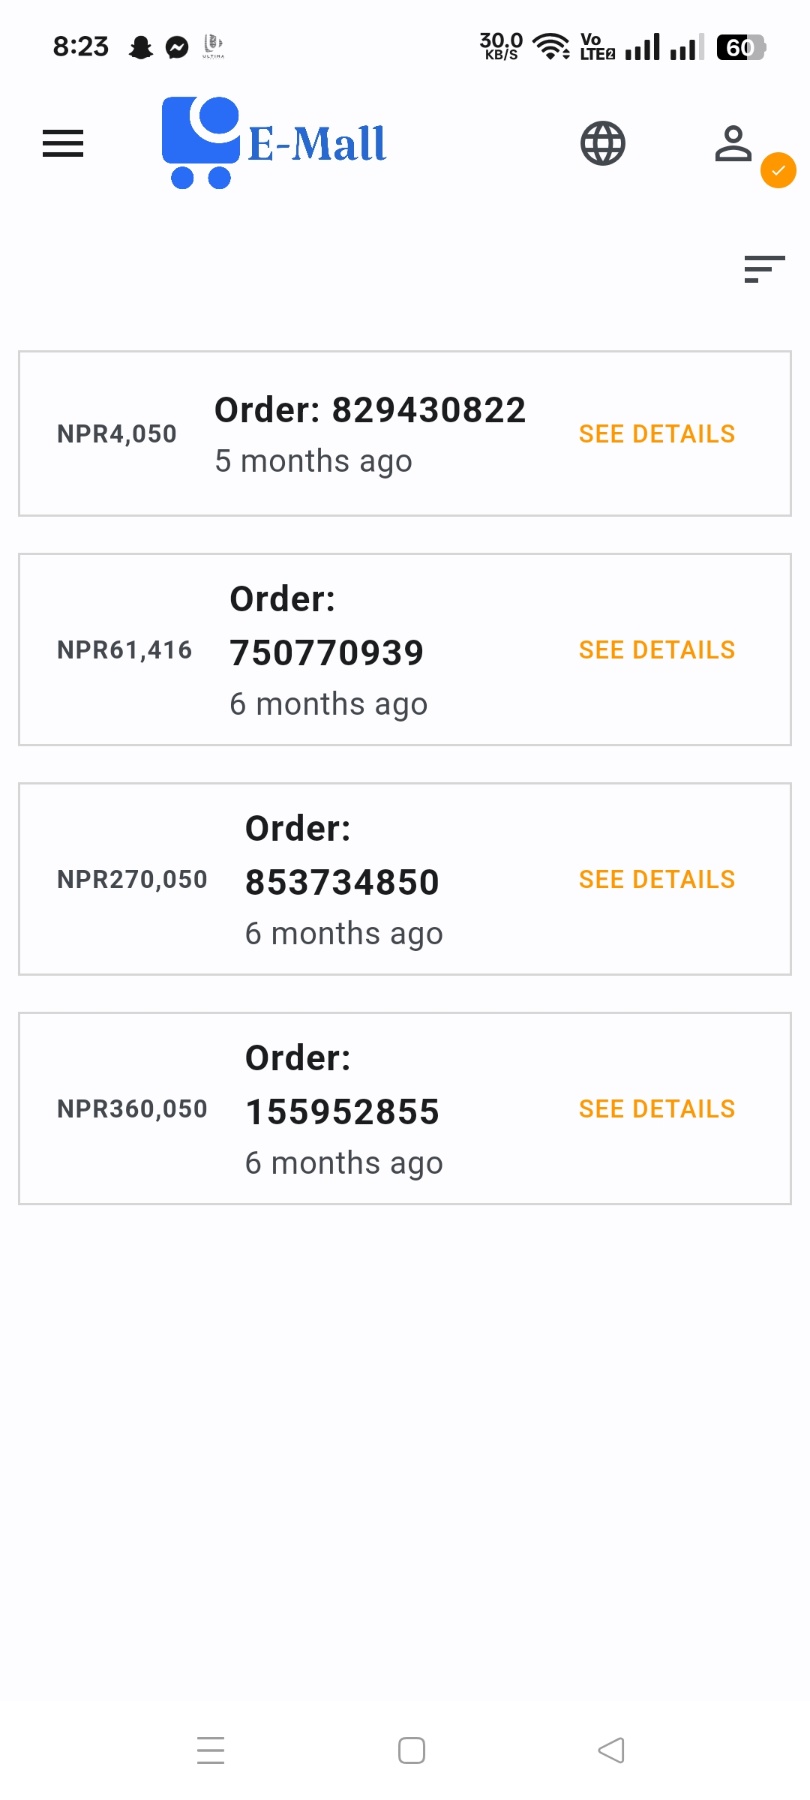 8:23
30.0
KB/S
Vo
LTE2
60
E-Mall
NPR4,050
Order: 829430822
5 months ago
SEE DETAILS
NPR61,416
Order:
750770939
6 months ago
SEE DETAILS
NPR270,050
Order:
853734850
6 months ago
SEE DETAILS
NPR360,050
Order:
155952855
6 months ago
SEE DETAILS